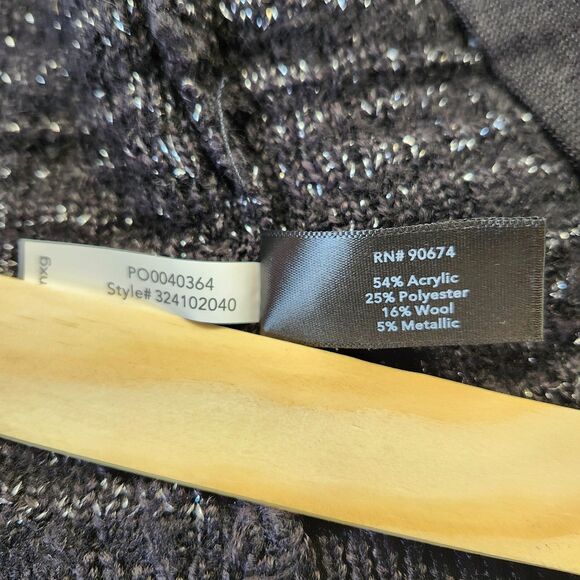 PO0040364
Style# 324102040
RN# 90674
54% Acrylic
25% Polyester
16% Wool
5% Metallic